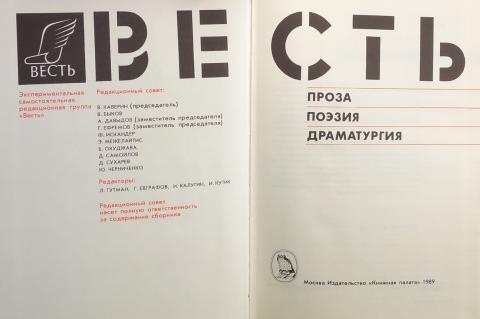 ВЕСТЬ
ВЕСТЬ
Экспериментальная
самостоятельная
редакционная группа
«Весть»
Редакционный совет:
В. КАВЕРИН (председатель)
В. БЫКОВ
А. ДАВЫДОВ (заместитель председателя)
Г. ЕФРЕМОВ (заместитель председателя)
Ф. ИСКАНДЕР
Э. МЕЖЕЛАЙТИС
Б. ОКУДЖАВА
Д. САМОЙЛОВ
Д. СУХАРЕВ
Ю. ЧЕРНИЧЕНКО
Редакторы:
Л. ГУТМАН, Г. ЕВГРАФОВ, И. КАЛУГИН, И. КУТИК
Редакционный совет
несет полную ответственность
за содержание сборника
ПРОЗА
ПОЭЗИЯ
ДРАМАТУРГИЯ
Москва Издательство «Книжная палата» 1989